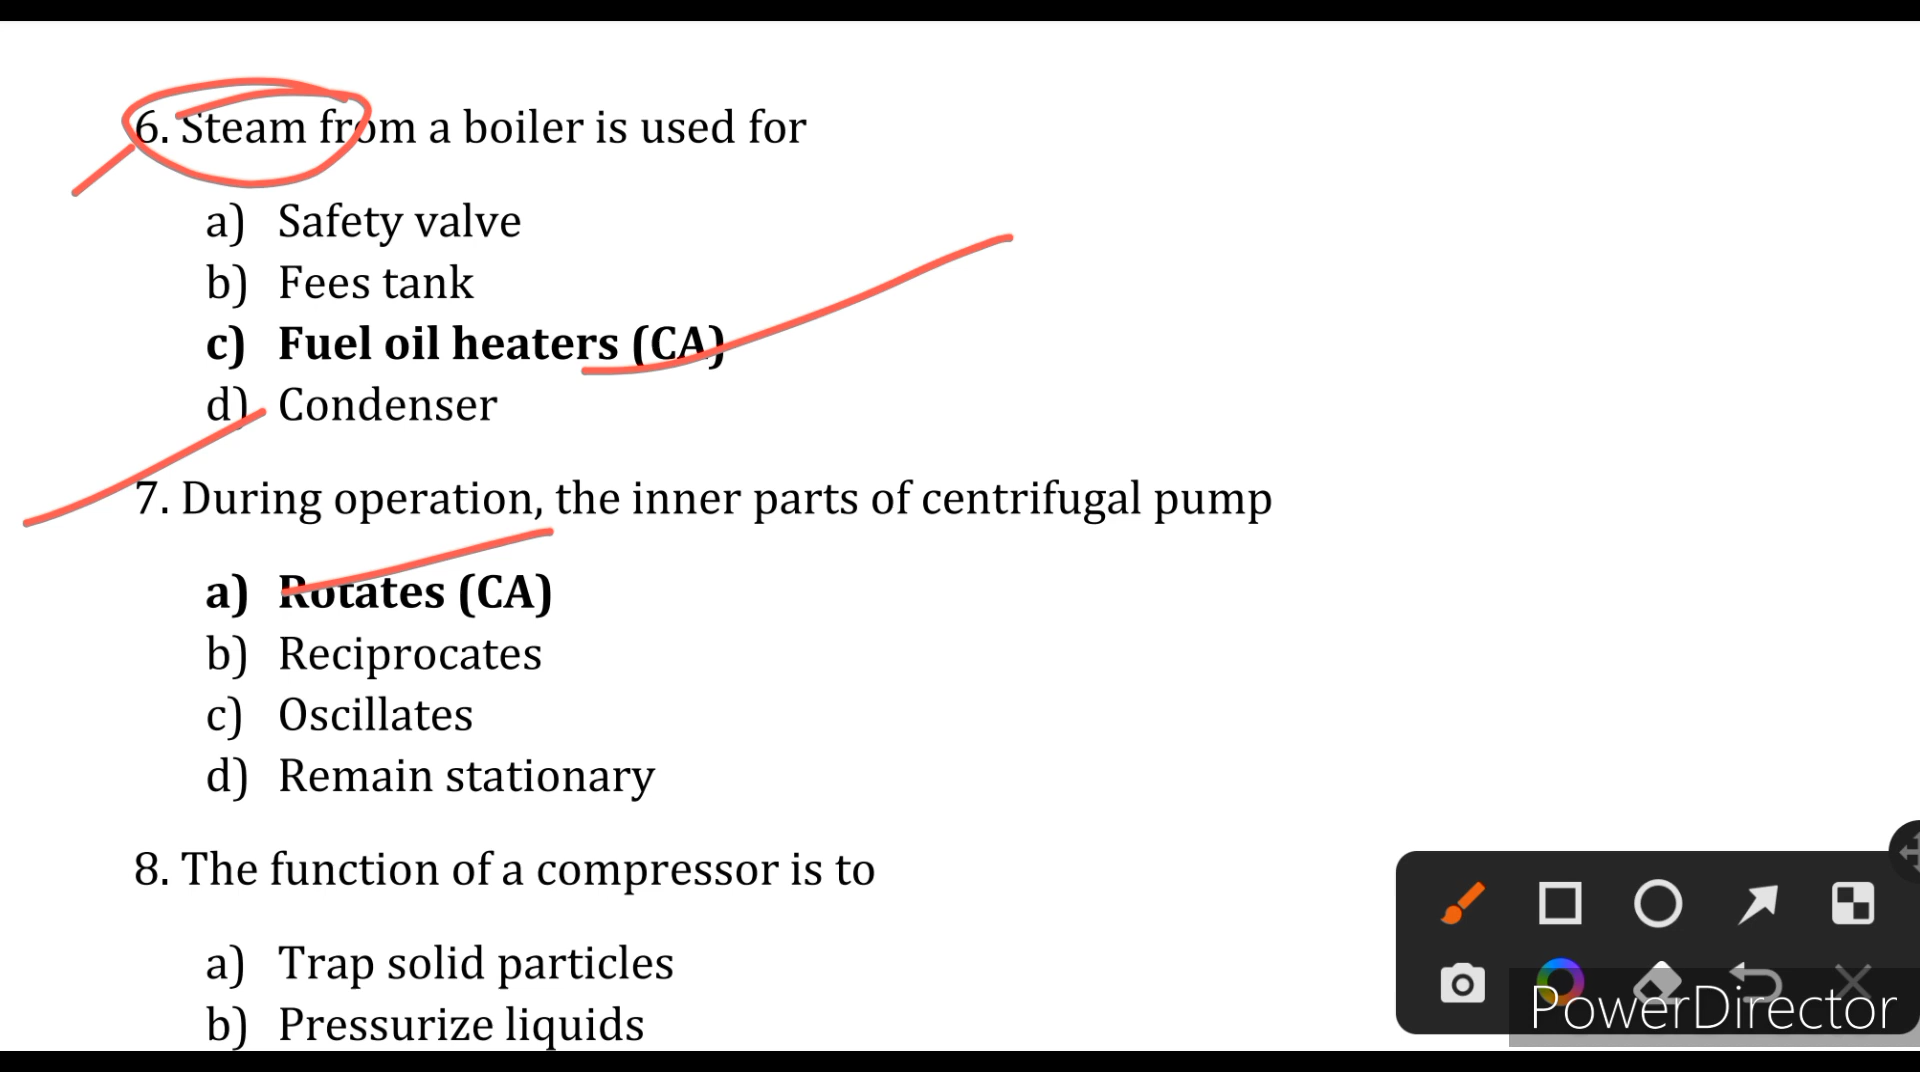 6. Steam from a boiler is used for
a) Safety valve
b) Fees tank
c) Fuel oil heaters (CA)
d) Condenser
7. During operation, the inner parts of centrifugal pump
a) Rotates (CA)
b) Reciprocates
c) Oscillates
d) Remain stationary
8. The function of a compressor is to
a) Trap solid particles
b) Pressurize liquids
PowerDirector